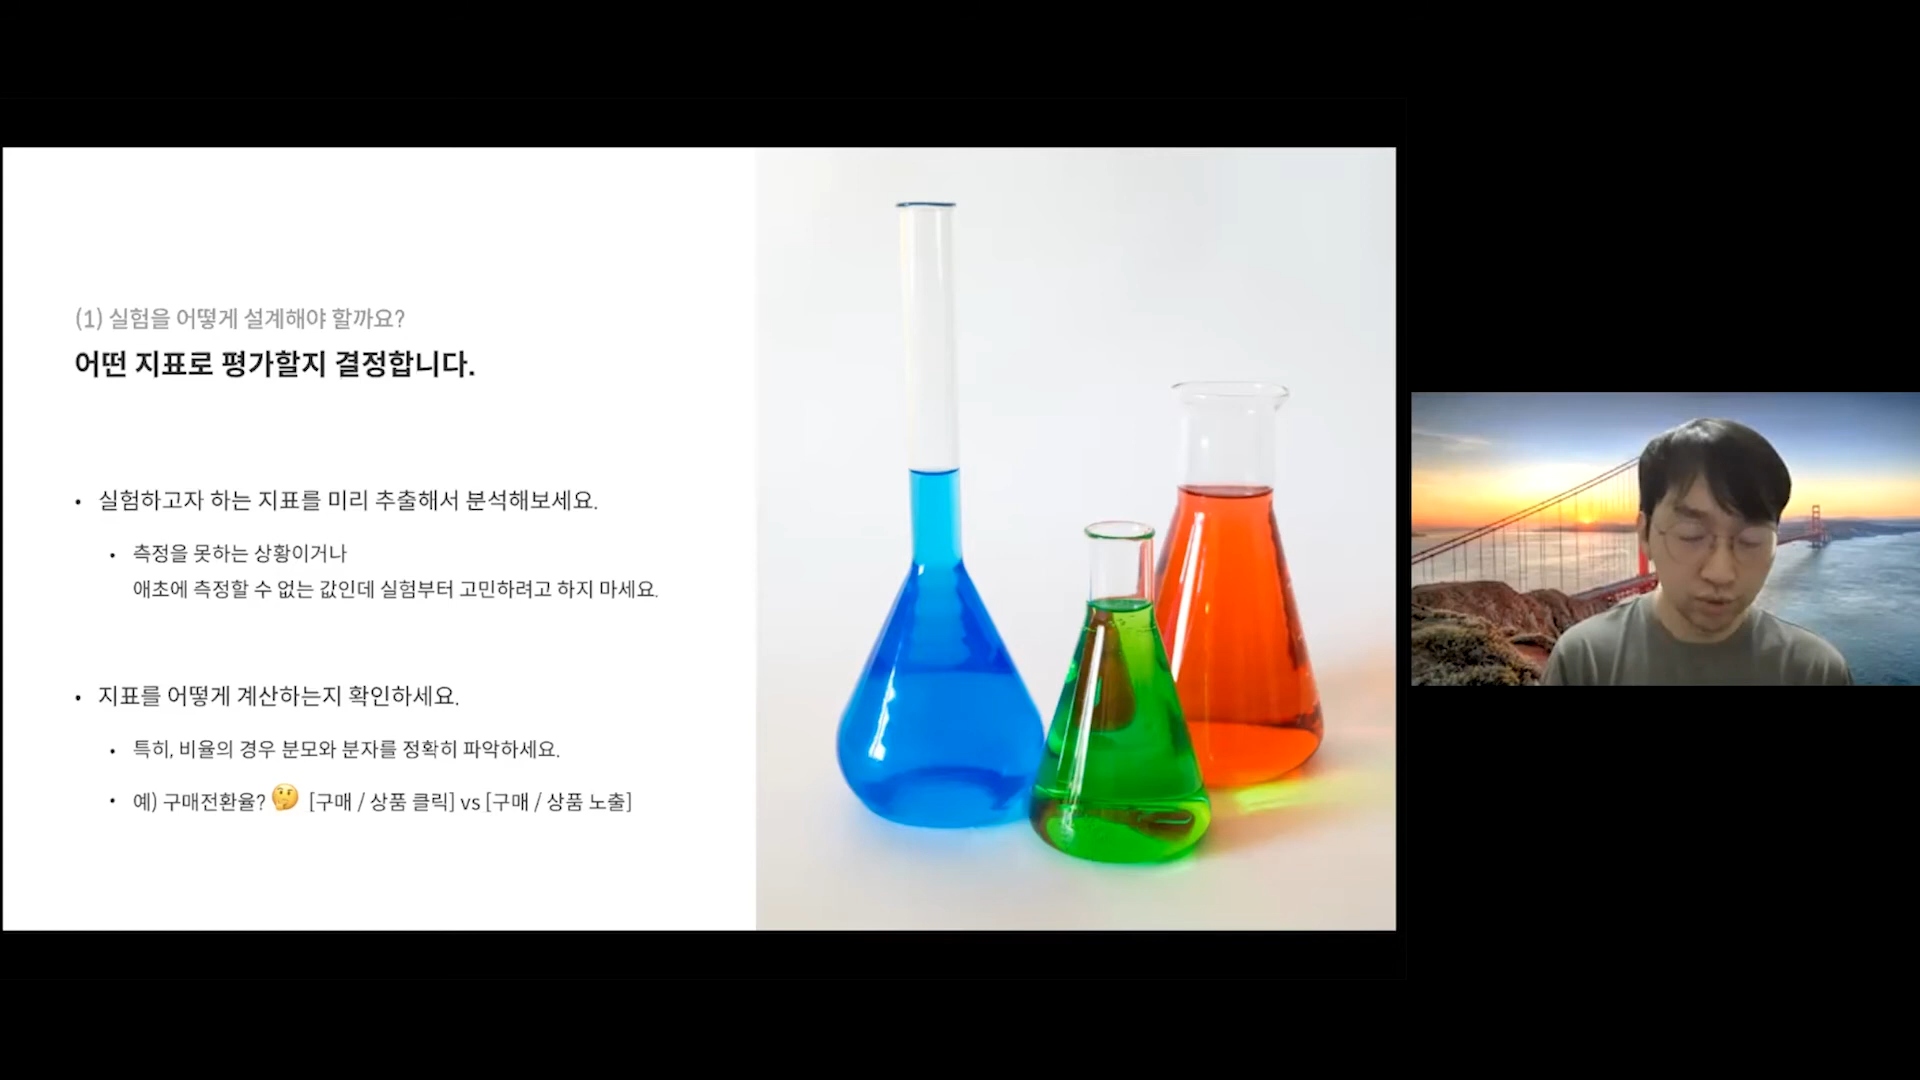 (1) 실험을 어떻게 설계해야 할까요?
어떤 지표로 평가할지 결정합니다.
• 실험하고자 하는 지표를 미리 추출해서 분석해보세요.
• 측정을 못하는 상황이거나
애초에 측정할 수 없는 값인데 실험부터 고민하려고 하지 마세요.
• 지표를 어떻게 계산하는지 확인하세요.
• 특히, 비율의 경우 분모와 분자를 정확히 파악하세요.
• 예) 구매전환율? 🤔 [구매 / 상품 클릭] vs [구매 / 상품 노출]